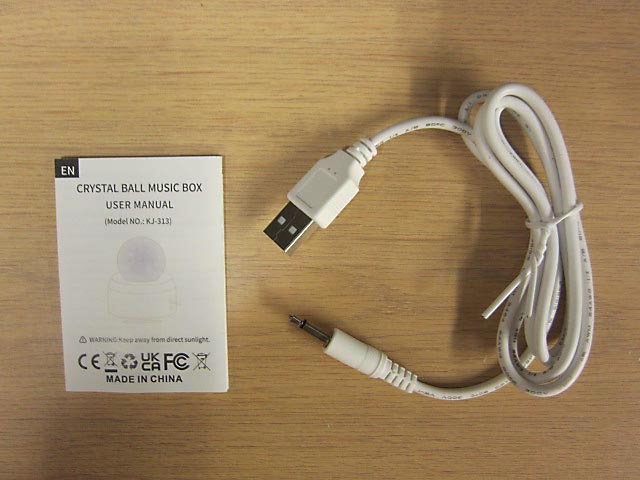 EN
CRYSTAL BALL MUSIC BOX
USER MANUAL
(Model NO.: KJ-313)
WARNING: Keep away from direct sunlight.
CE UK CA FC
MADE IN CHINA